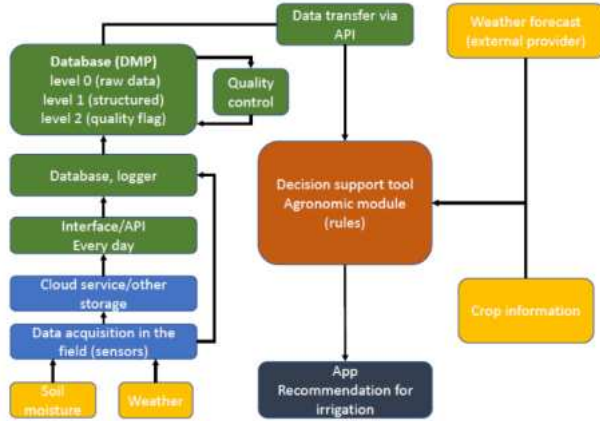 Data transfer via
API
Weather forecast
(external provider)
Database (DMP)
level 0 (raw data)
level 1 (structured)
level 2 (quality flag)
Quality
control
Database, logger
Decision support tool
Agronomic module
(rules)
Interface/API
Every day
Cloud service/other
storage
Crop information
Data acquisition in the
field (sensors)
Soil
moisture
Weather
App
Recommendation for
irrigation